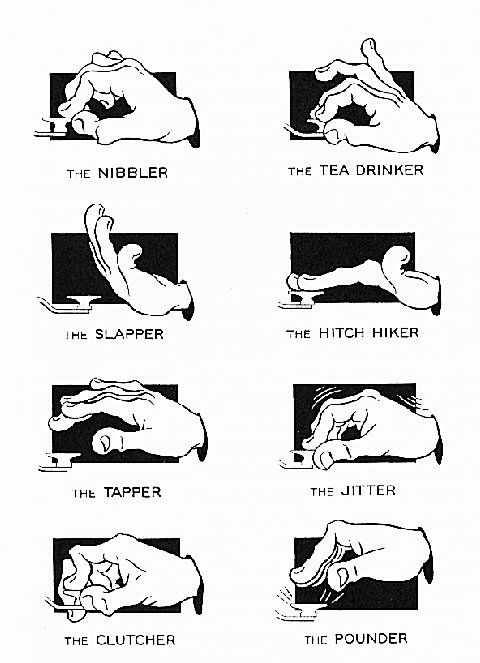 THE NIBBLER
THE TEA DRINKER
THE SLAPPER
THE HITCH HIKER
THE TAPPER
THE JITTER
THE CLUTCHER
THE POUNDER